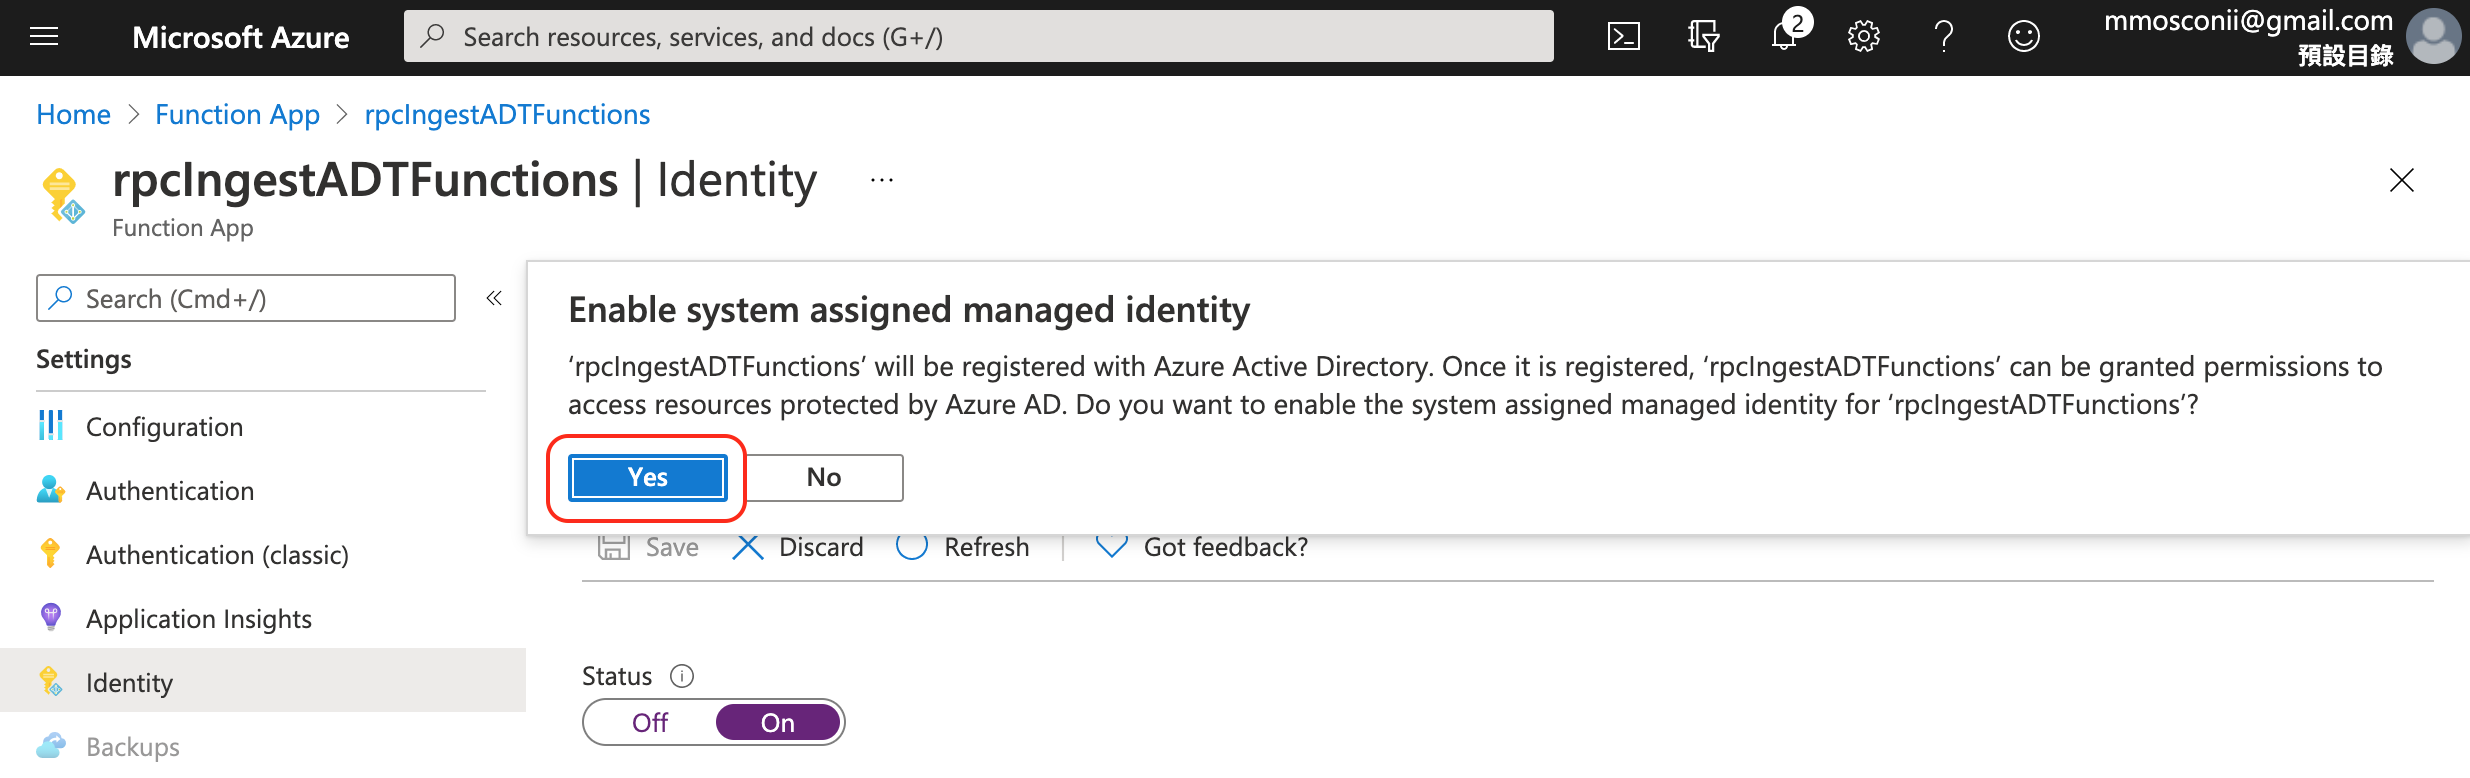 Microsoft Azure
Search resources, services, and docs (G+/)
2
mmosconii@gmail.com
預設目錄
Home > Function App > rpcIngestADTFunctions
rpcIngestADTFunctions | Identity ...
Function App
Search (Cmd+/)
«
Settings
Configuration
Authentication
Authentication (classic)
Application Insights
Identity
Backups
Enable system assigned managed identity
‘rpcIngestADTFunctions’ will be registered with Azure Active Directory. Once it is registered, ‘rpcIngestADTFunctions’ can be granted permissions to
access resources protected by Azure AD. Do you want to enable the system assigned managed identity for ‘rpcIngestADTFunctions’?
Yes No
Save Discard Refresh | Got feedback?
Status
Off On